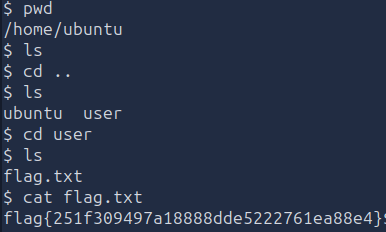 $ pwd
/home/ubuntu
$ ls
$ cd ..
$ ls
ubuntu  user
$ cd user
$ ls
flag.txt
$ cat flag.txt
flag{251f309497a18888dde5222761ea88e4}$